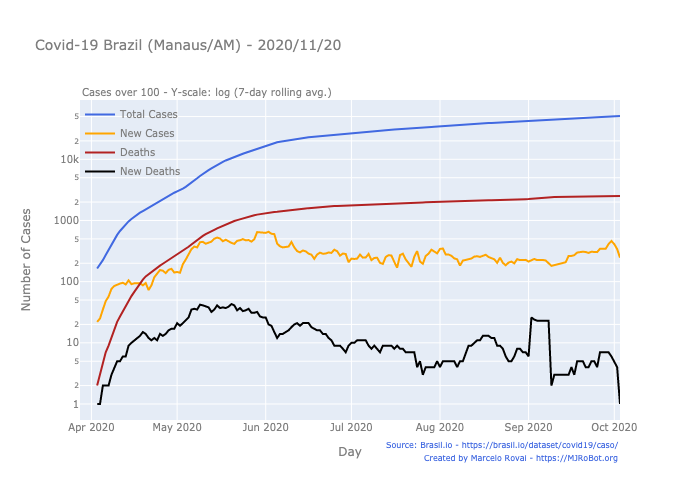 Covid-19 Brazil (Manaus/AM) - 2020/11/20
Cases over 100 - Y-scale: log (7-day rolling avg.)
Total Cases
New Cases
Deaths
New Deaths
5
2
10k
5
2
1000
5
2
100
5
2
10
5
2
1
Number of Cases
Apr 2020
May 2020
Jun 2020
Jul 2020
Aug 2020
Sep 2020
Oct 2020
Day
Source: Brasil.io - https://brasil.io/dataset/covid19/caso/
Created by Marcelo Rovai - https://MJRoBot.org